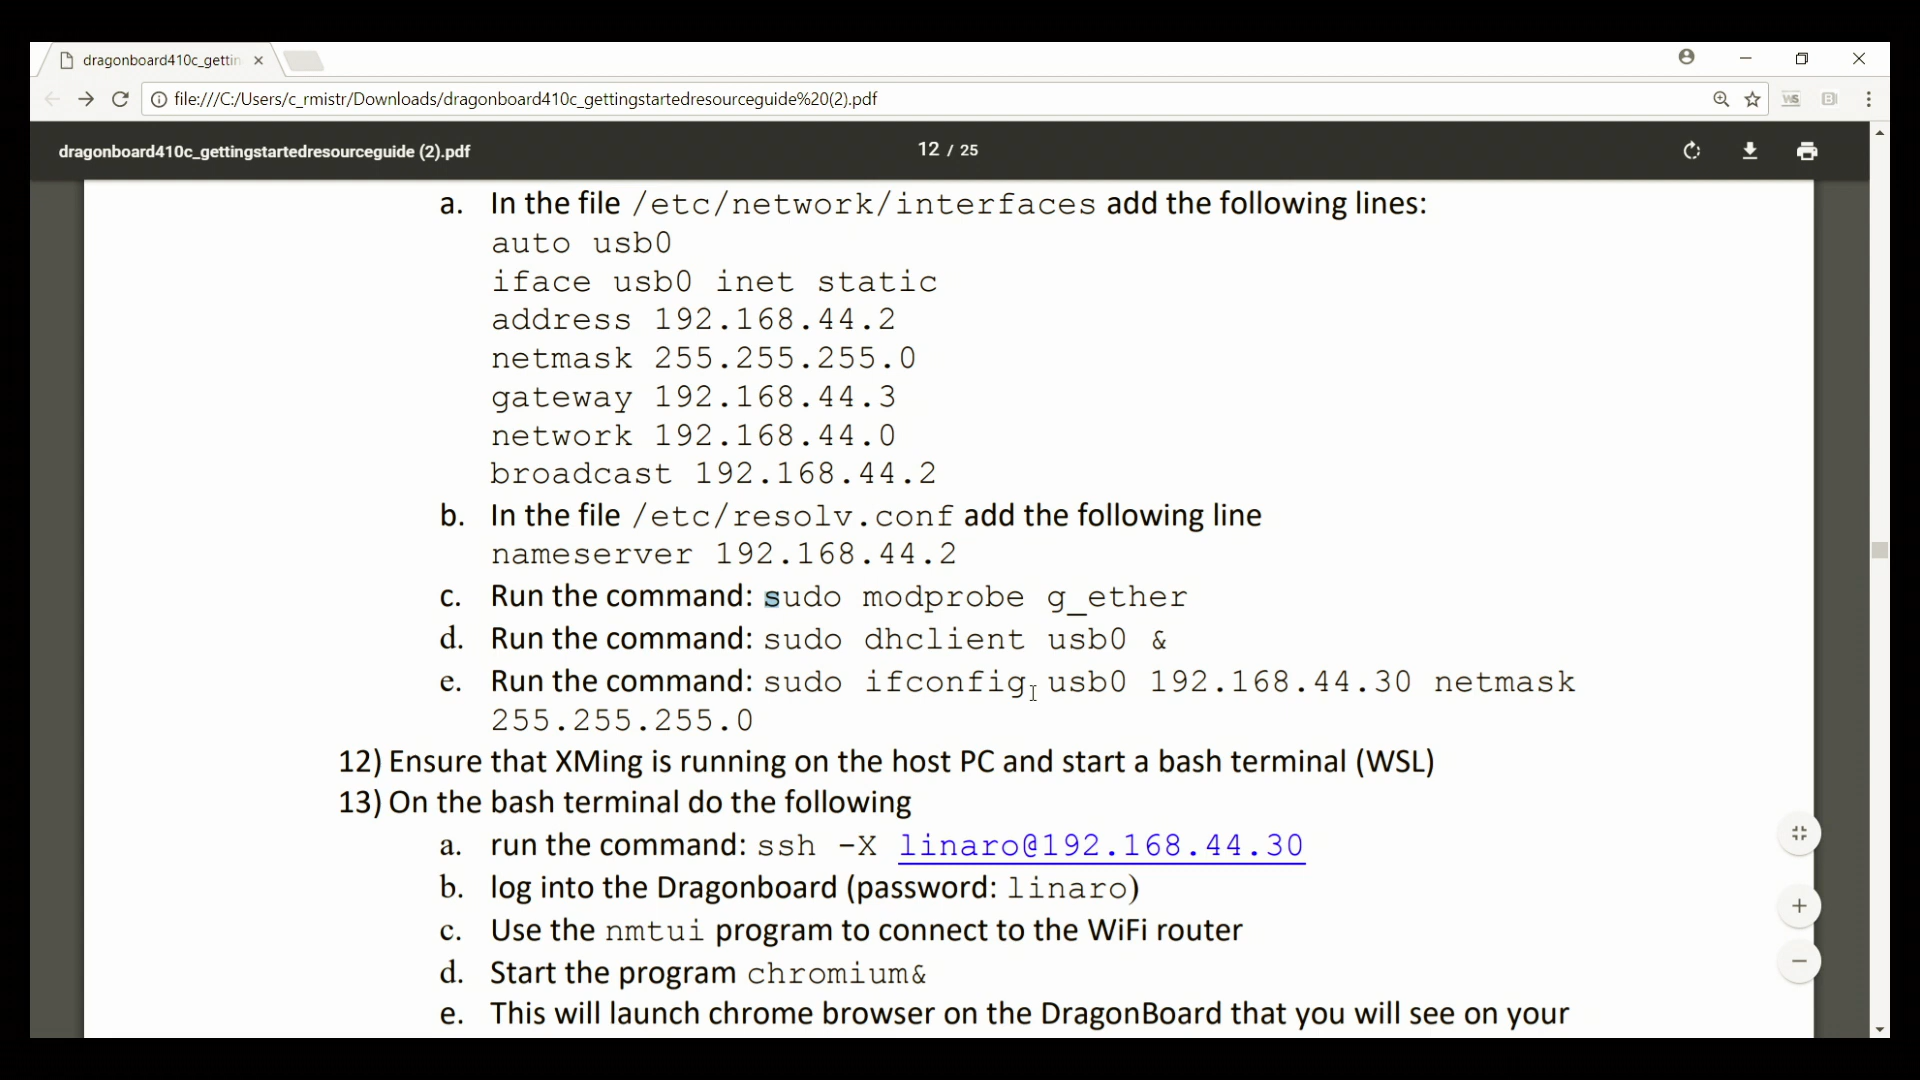 dragonboard410c_gettin
file:///C:/Users/c_rmistr/Downloads/dragonboard410c_gettingstartedresourceguide%20(2).pdf
dragonboard410c_gettingstartedresourceguide (2).pdf
12 / 25
a. In the file /etc/network/interfaces add the following lines:
auto usb0
iface usb0 inet static
address 192.168.44.2
netmask 255.255.255.0
gateway 192.168.44.3
network 192.168.44.0
broadcast 192.168.44.2
b. In the file /etc/resolv.conf add the following line
nameserver 192.168.44.2
c. Run the command: sudo modprobe g_ether
d. Run the command: sudo dhclient usb0 &
e. Run the command: sudo ifconfig usb0 192.168.44.30 netmask
255.255.255.0
12) Ensure that XMing is running on the host PC and start a bash terminal (WSL)
13) On the bash terminal do the following
a. run the command: ssh -X linaro@192.168.44.30
b. log into the Dragonboard (password: linaro)
c. Use the nmtui program to connect to the WiFi router
d. Start the program chromium&
e. This will launch chrome browser on the DragonBoard that you will see on your